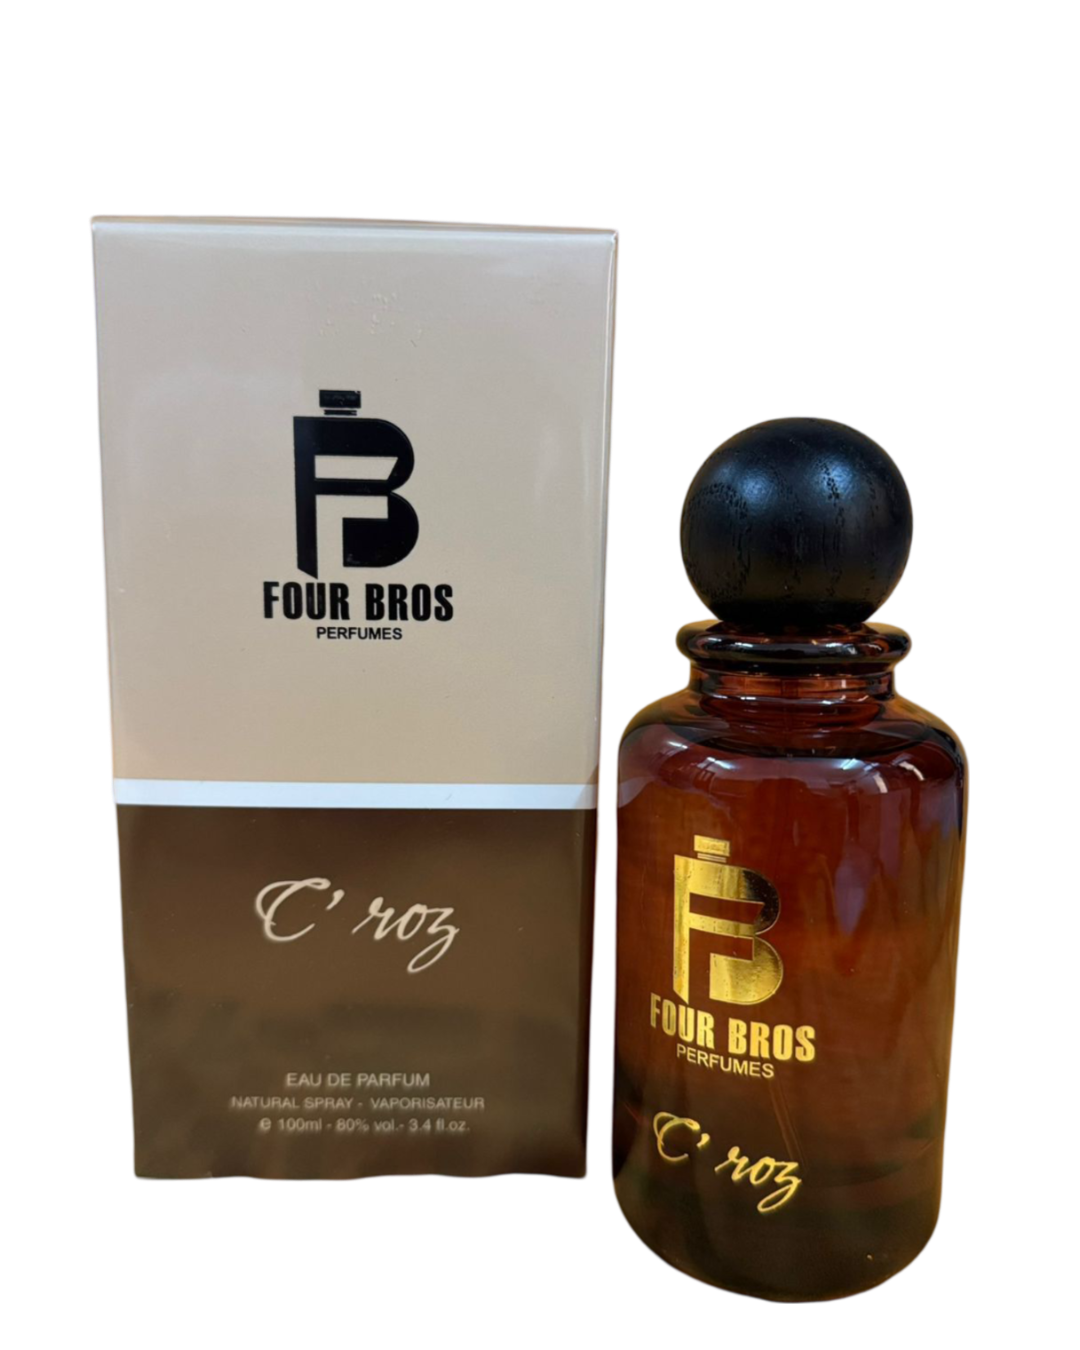 FOUR BROS
PERFUMES
C' roz
EAU DE PARFUM
NATURAL SPRAY - VAPORISATEUR
℮ 100ml - 80% vol.- 3.4 fl.oz.
FOUR BROS
PERFUMES
C' roz